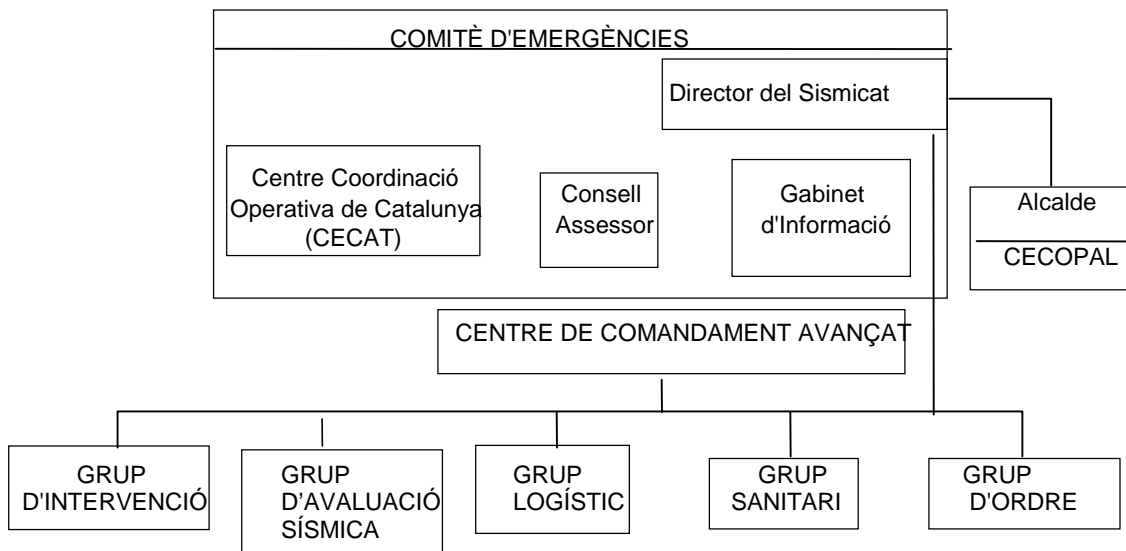 COMITÈ D'EMERGÈNCIES
Director del Sismicat
Centre Coordinació
Operativa de Catalunya
(CECAT)
Consell
Assessor
Gabinet
d'Informació
Alcalde
CECOPAL
CENTRE DE COMANDAMENT AVANÇAT
GRUP
D'INTERVENCIÓ
GRUP
D’AVALUACIÓ
SÍSMICA
GRUP
LOGÍSTIC
GRUP
SANITARI
GRUP
D'ORDRE